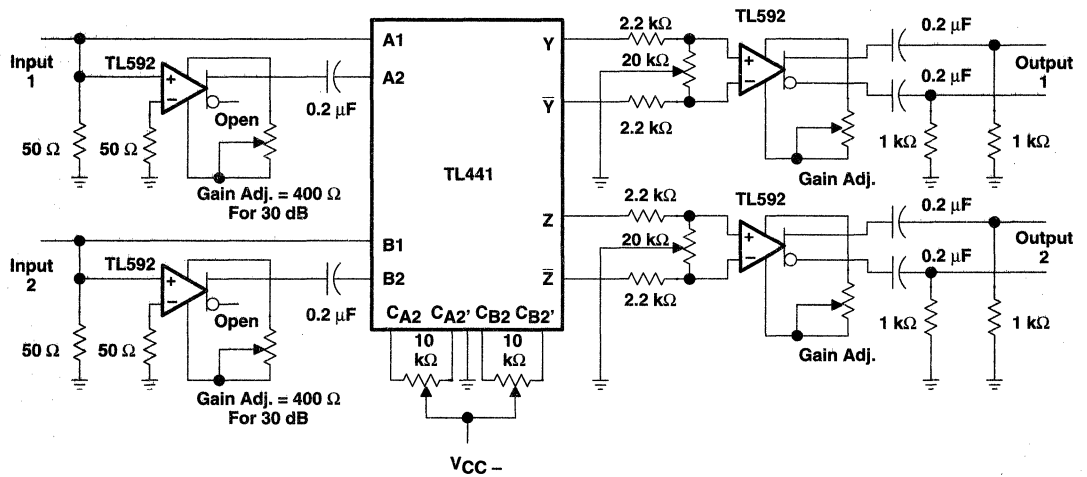 Input
1
TL592
+
−
Open
50 Ω
50 Ω
Gain Adj. = 400 Ω
For 30 dB
0.2 μF
A1
A2
TL441
Y
Y̅
2.2 kΩ
20 kΩ
2.2 kΩ
TL592
+
−
Gain Adj.
0.2 μF
0.2 μF
Output
1
1 kΩ
1 kΩ
Input
2
TL592
+
−
Open
50 Ω
50 Ω
Gain Adj. = 400 Ω
For 30 dB
0.2 μF
B1
B2
Z
Z̅
CA2 CA2' CB2 CB2'
10
kΩ
10
kΩ
VCC –
2.2 kΩ
20 kΩ
2.2 kΩ
TL592
+
−
Gain Adj.
0.2 μF
0.2 μF
Output
2
1 kΩ
1 kΩ